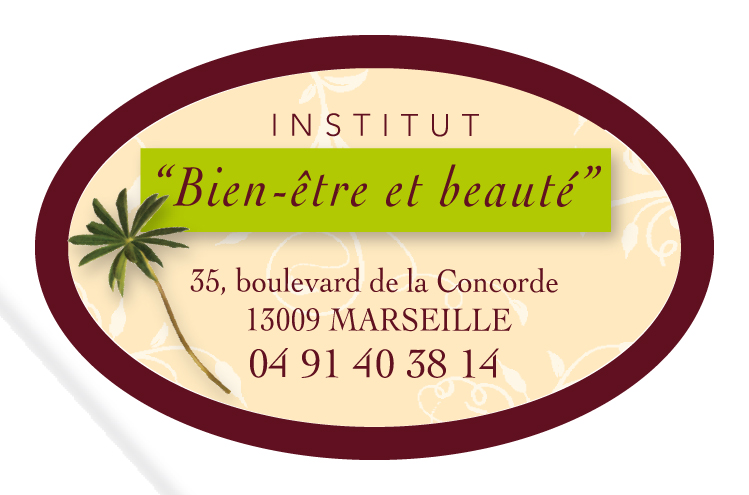 INSTITUT
“Bien-être et beauté”
35, boulevard de la Concorde
13009 MARSEILLE
04 91 40 38 14